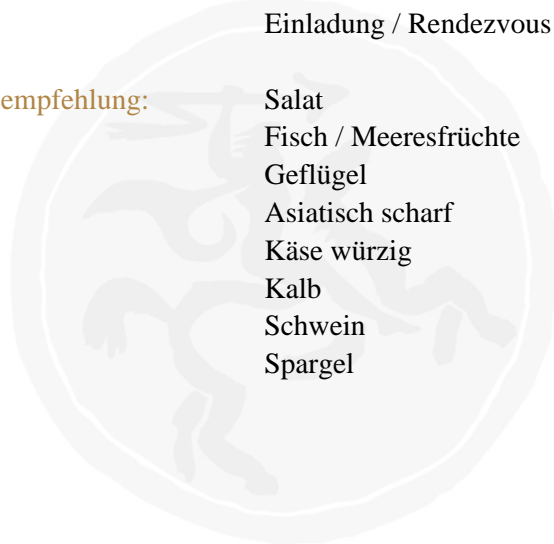 Einladung / Rendezvous
empfehlung: Salat
Fisch / Meeresfrüchte
Geflügel
Asiatisch scharf
Käse würzig
Kalb
Schwein
Spargel